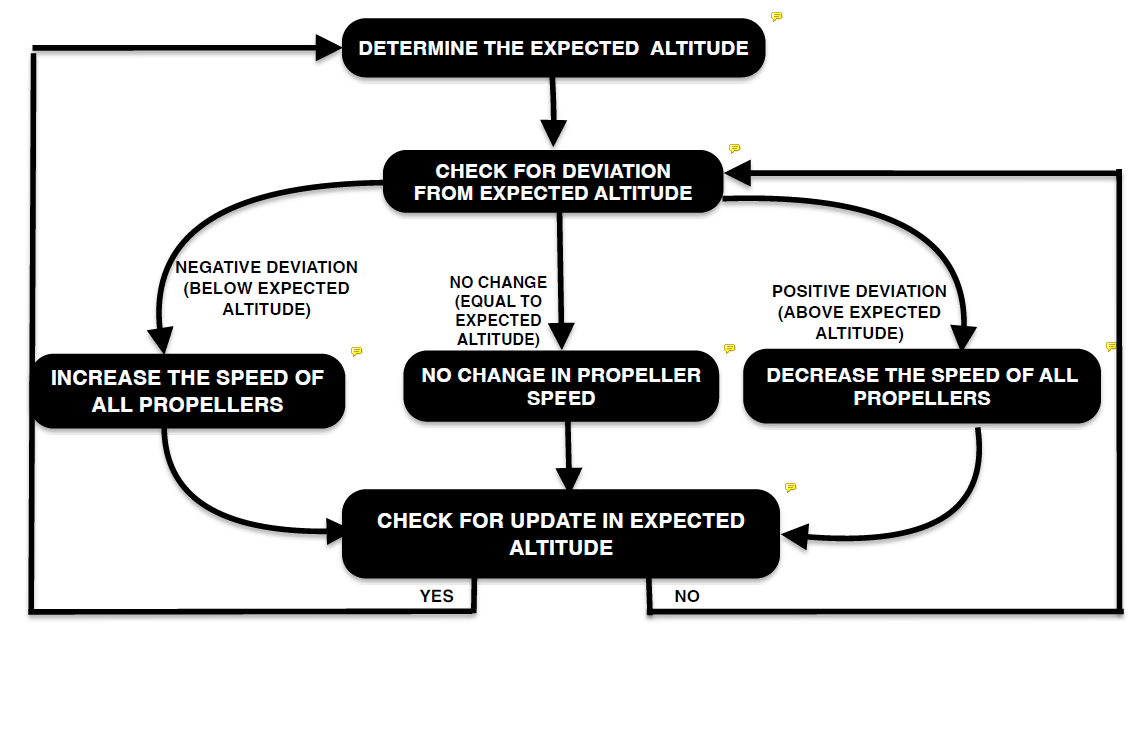 DETERMINE THE EXPECTED ALTITUDE
CHECK FOR DEVIATION
FROM EXPECTED ALTITUDE
NEGATIVE DEVIATION
(BELOW EXPECTED
ALTITUDE)
NO CHANGE
(EQUAL TO
EXPECTED
ALTITUDE)
POSITIVE DEVIATION
(ABOVE EXPECTED
ALTITUDE)
INCREASE THE SPEED OF
ALL PROPELLERS
NO CHANGE IN PROPELLER
SPEED
DECREASE THE SPEED OF ALL
PROPELLERS
CHECK FOR UPDATE IN EXPECTED
ALTITUDE
YES
NO